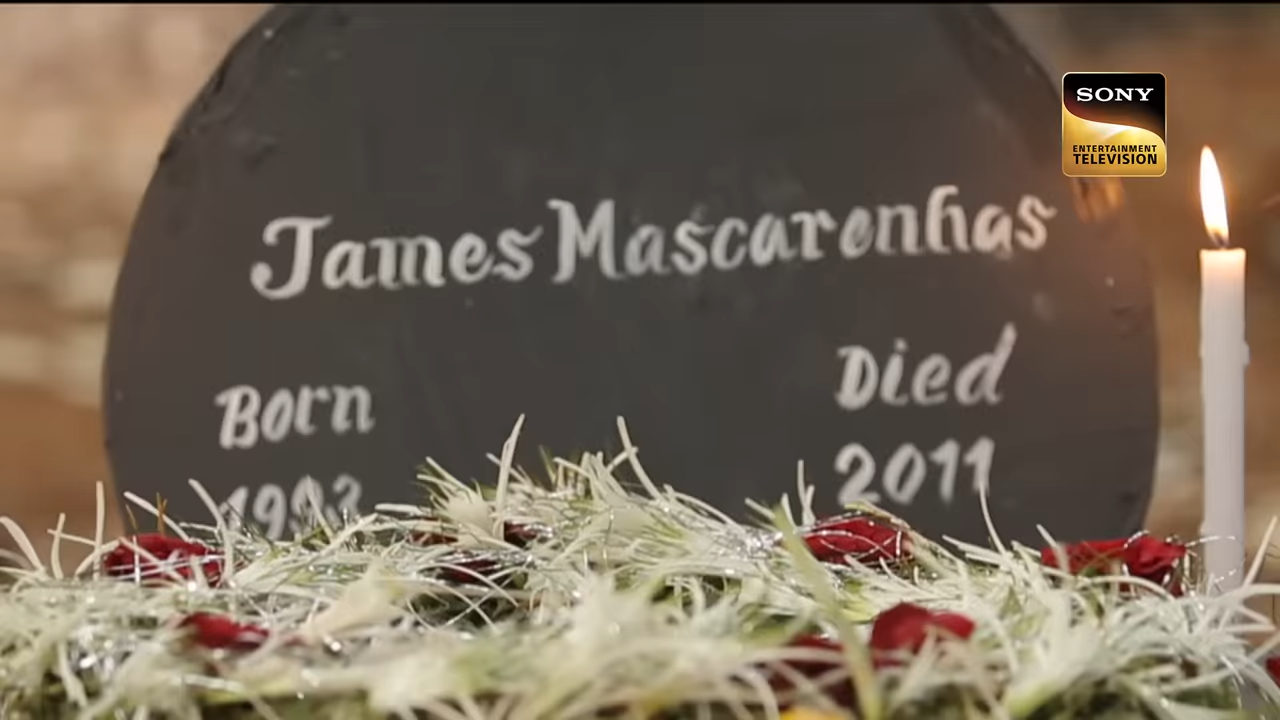 SONY
ENTERTAINMENT
TELEVISION
James Mascarenhas
Born
Died
2011